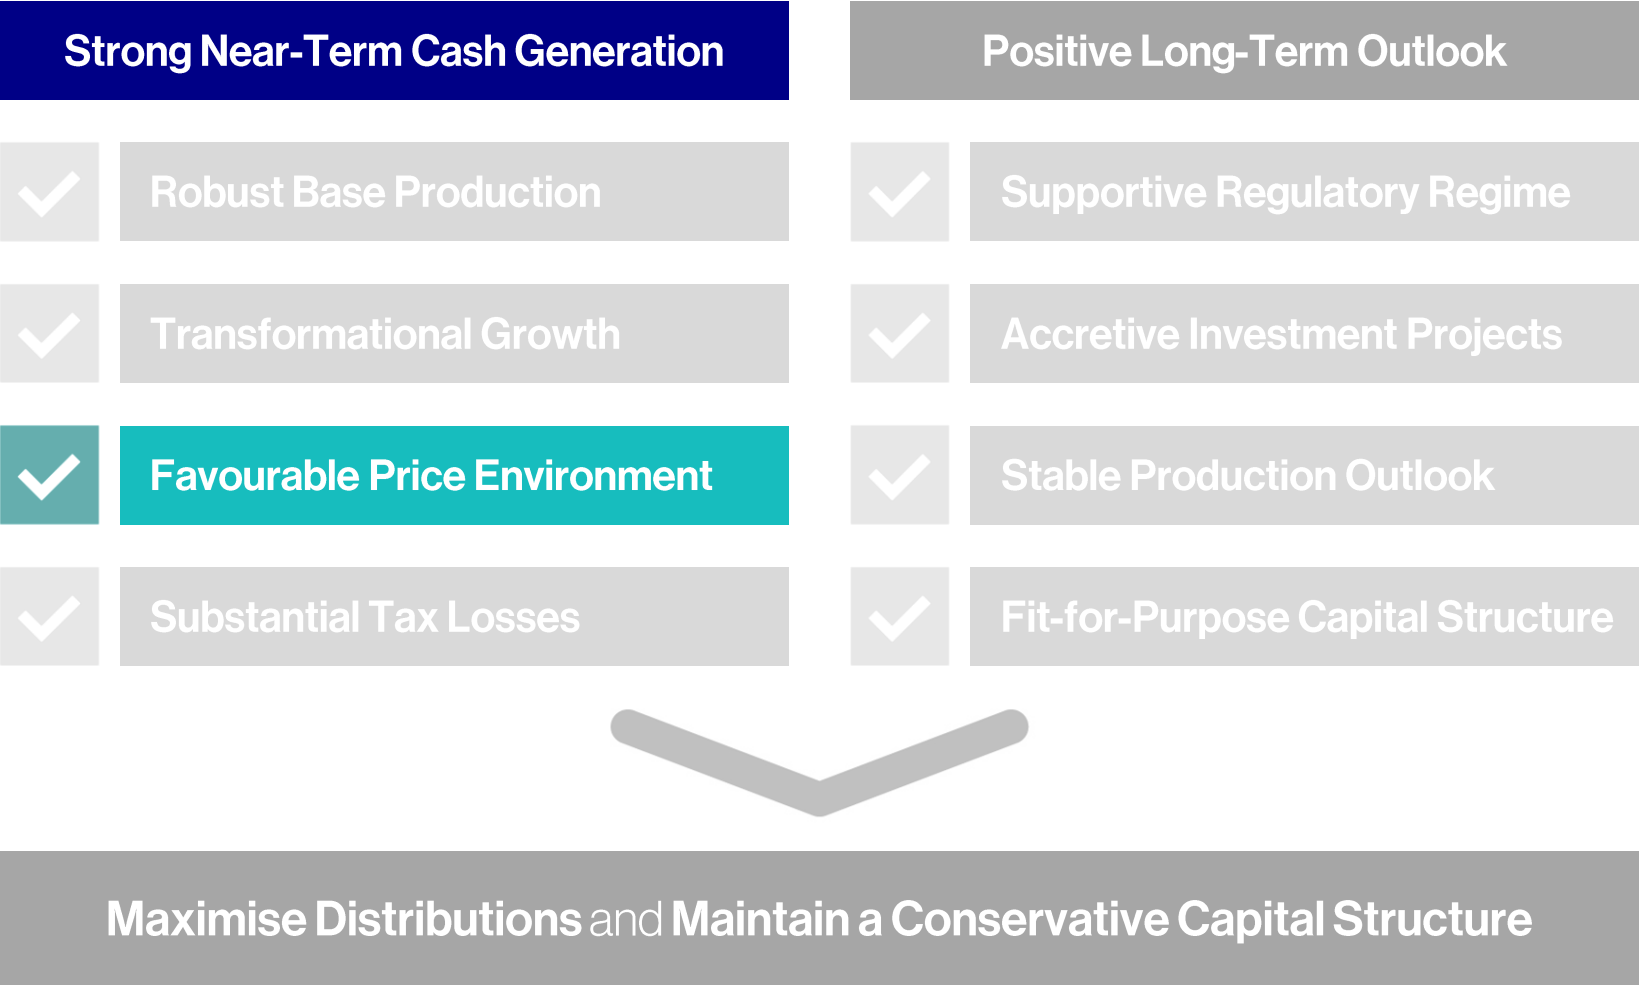 Strong Near-Term Cash Generation
Robust Base Production
Transformational Growth
Favourable Price Environment
Substantial Tax Losses
Positive Long-Term Outlook
Supportive Regulatory Regime
Accretive Investment Projects
Stable Production Outlook
Fit-for-Purpose Capital Structure
Maximise Distributions and Maintain a Conservative Capital Structure